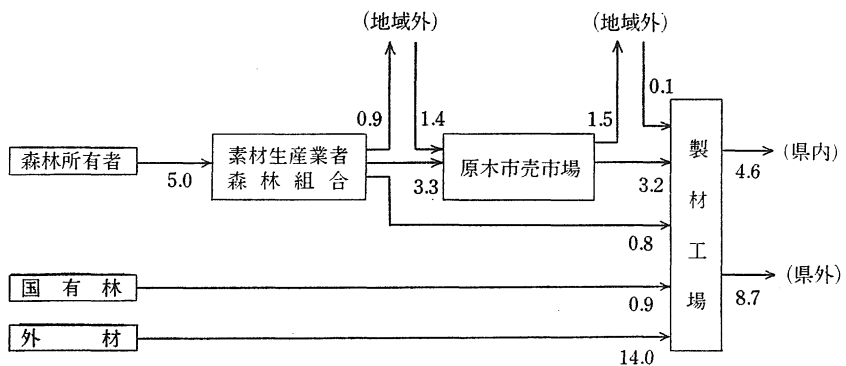 (地域外)
(地域外)
0.1
0.9
1.4
1.5
森林所有者
5.0
素材生産業者
森林組合
3.3
原木市売市場
3.2
製材工場
4.6
(県内)
0.8
国有林
0.9
8.7
(県外)
外材
14.0